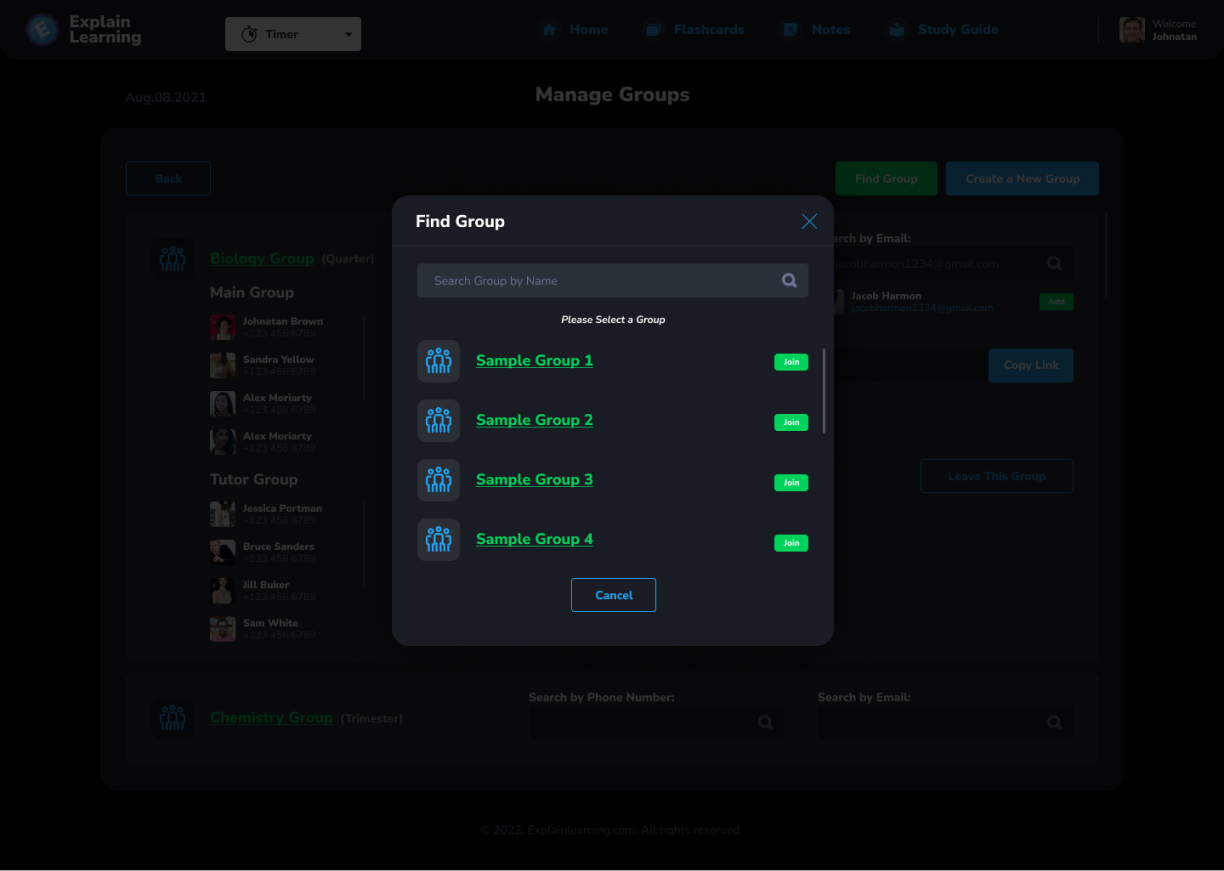 Explain
Learning
Timer
Home
Flashcards
Notes
Study Guide
Welcome
Johnatan
Aug.08.2021
Manage Groups
Back
Find Group
Create a New Group
Biology Group (Quarter)
Main Group
Johnatan Brown
+123 456 6789
Sandra Yellow
+123 456 6789
Alex Moriarty
+123 456 6789
Alex Moriarty
+123 456 6789
Tutor Group
Jessica Portman
+123 456 6789
Bruce Sanders
+123 456 6789
Jill Buker
+123 456 6789
Sam White
+123 456 6789
Find Group
Search Group by Name
Please Select a Group
Sample Group 1
Join
Sample Group 2
Join
Sample Group 3
Join
Sample Group 4
Join
Cancel
by Email:
jacobharmon1234@gmail.com
Jacob Harmon
jacobharmon1234@gmail.com
Add
Copy Link
Leave This Group
Chemistry Group (Trimester)
Search by Phone Number:
Search by Email:
© 2022, Explainlearning.com. All rights reserved.